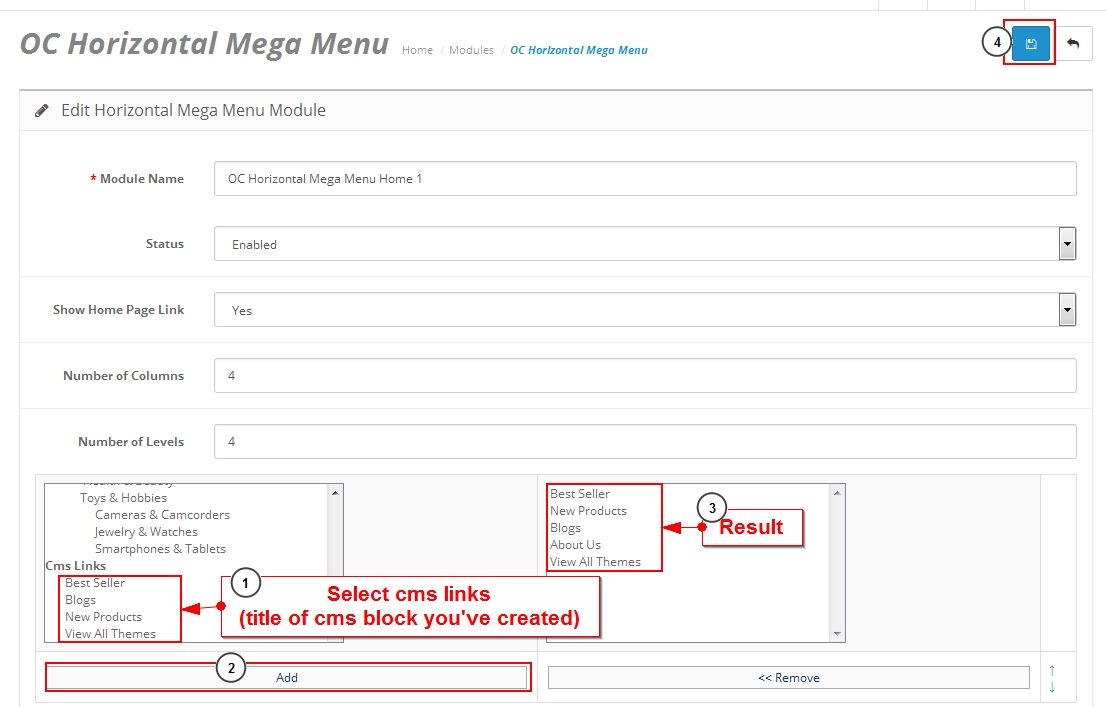 OC Horizontal Mega Menu Home / Modules / OC Horizontal Mega Menu
4
Edit Horizontal Mega Menu Module
* Module Name OC Horizontal Mega Menu Home 1
Status Enabled
Show Home Page Link Yes
Number of Columns 4
Number of Levels 4
Health & Beauty
Toys & Hobbies
Cameras & Camcorders
Jewelry & Watches
Smartphones & Tablets
Cms Links
Best Seller
Blogs
New Products
View All Themes
1
Select cms links
(title of cms block you've created)
Best Seller
New Products
Blogs
About Us
View All Themes
3
Result
2
Add
<< Remove